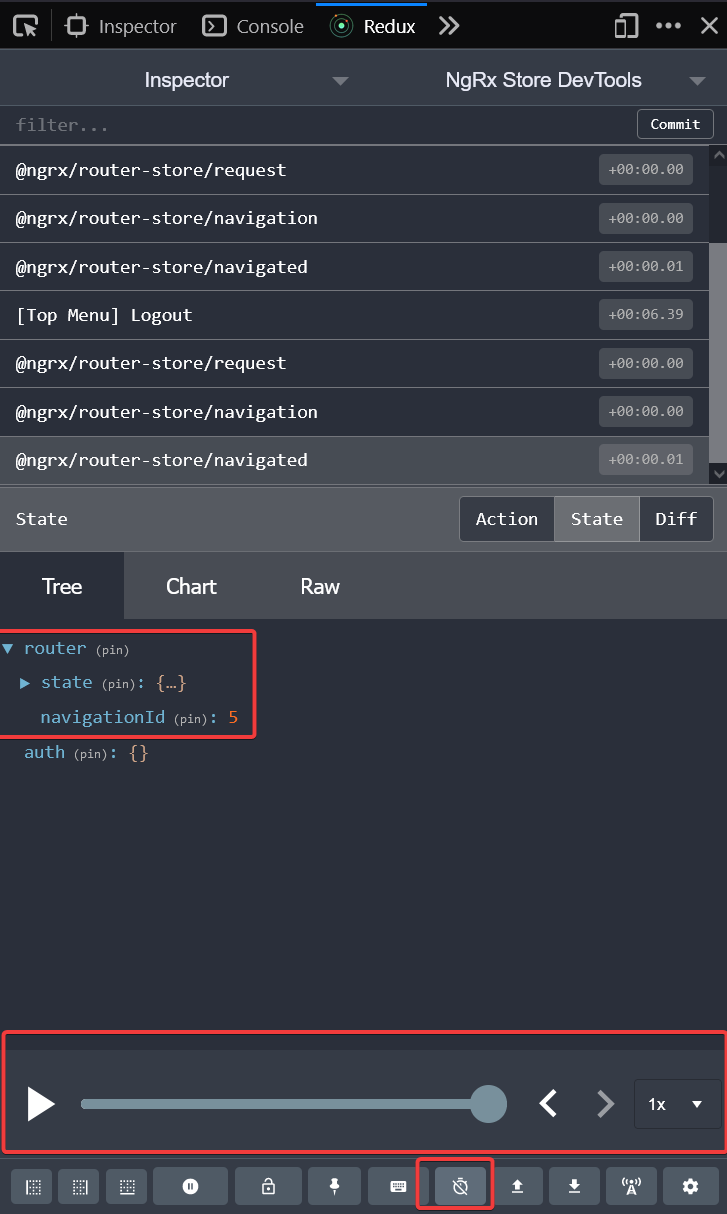 Inspector Console Redux
Inspector NgRx Store DevTools
filter... Commit
@ngrx/router-store/request +00:00.00
@ngrx/router-store/navigation +00:00.00
@ngrx/router-store/navigated +00:00.01
[Top Menu] Logout +00:06.39
@ngrx/router-store/request +00:00.00
@ngrx/router-store/navigation +00:00.00
@ngrx/router-store/navigated +00:00.01
State Action State Diff
Tree Chart Raw
router (pin)
state (pin): {…}
navigationId (pin): 5
auth (pin): {}
1x